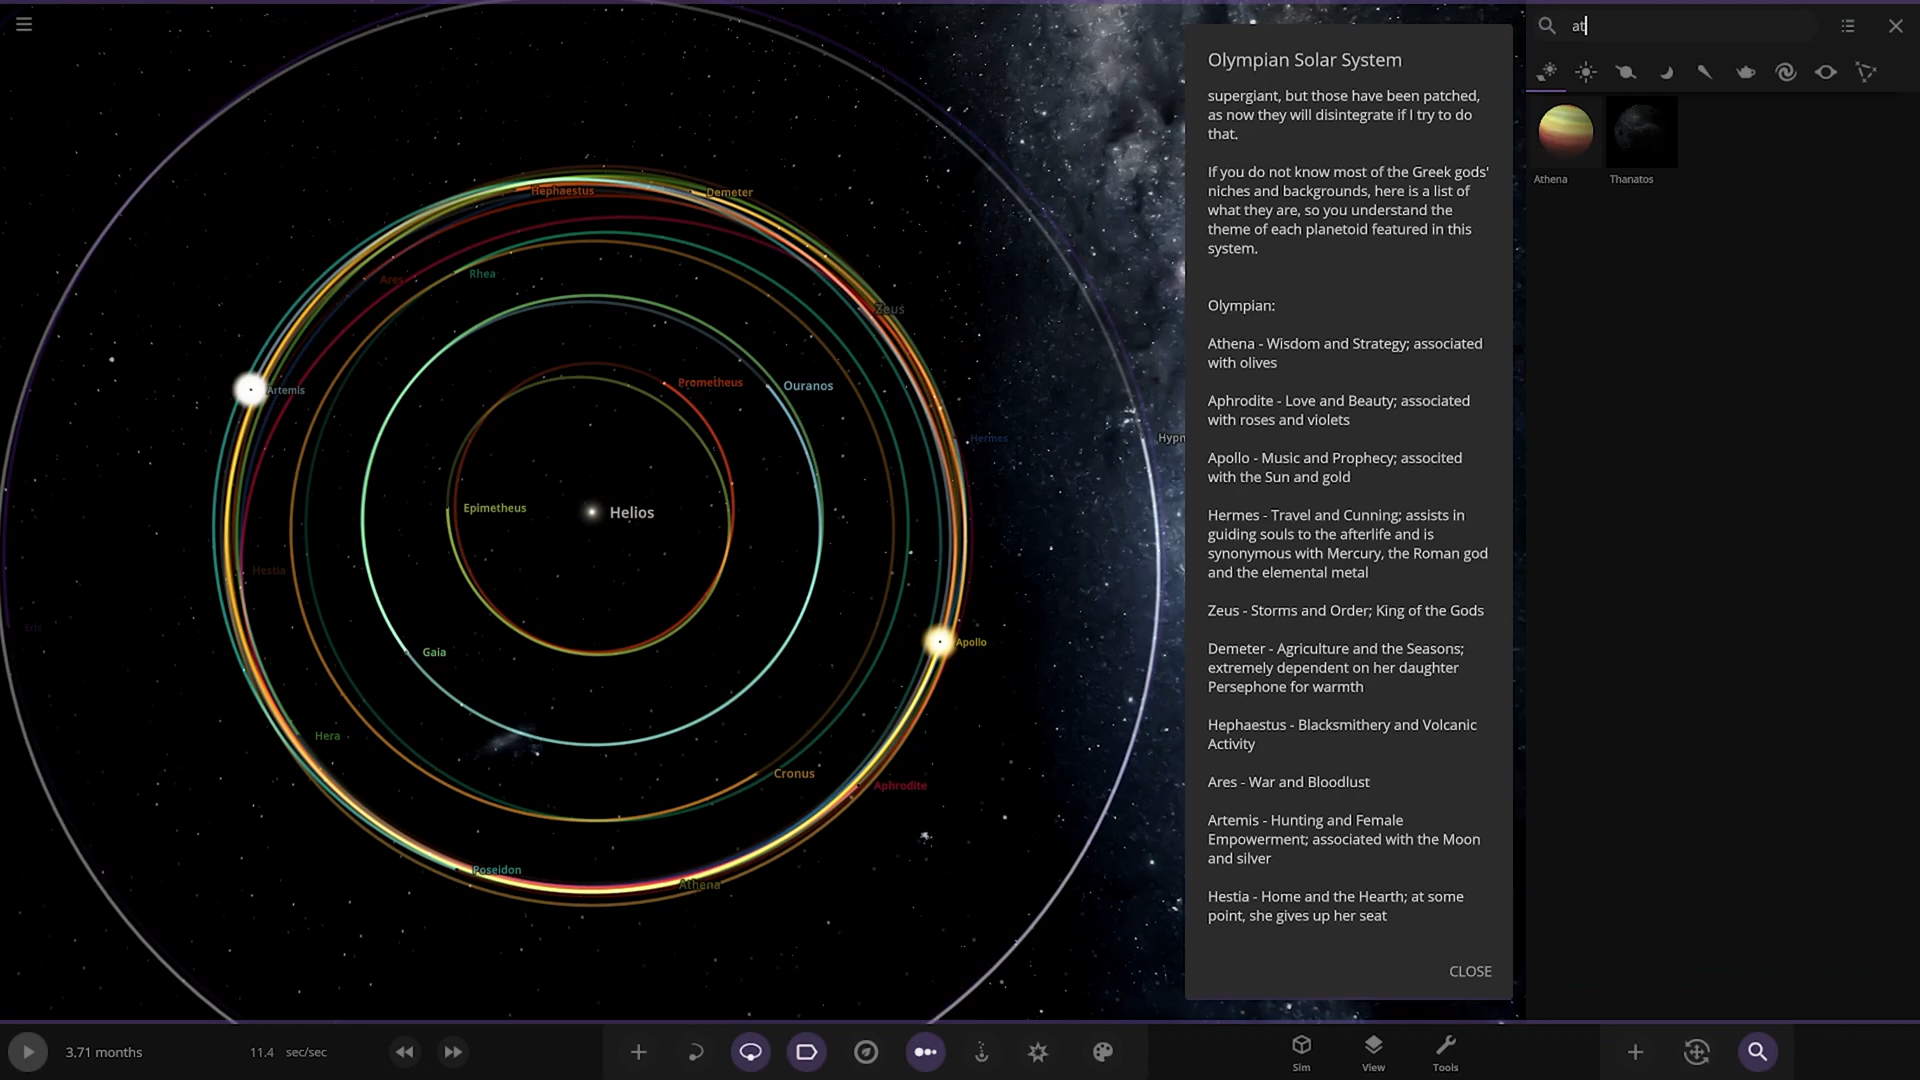 at
Olympian Solar System
supergiant, but those have been patched,
as now they will disintegrate if I try to do
that.
If you do not know most of the Greek gods'
niches and backgrounds, here is a list of
what they are, so you understand the
theme of each planetoid featured in this
system.
Olympian:
Athena - Wisdom and Strategy; associated
with olives
Aphrodite - Love and Beauty; associated
with roses and violets
Apollo - Music and Prophecy; associted
with the Sun and gold
Hermes - Travel and Cunning; assists in
guiding souls to the afterlife and is
synonymous with Mercury, the Roman god
and the elemental metal
Zeus - Storms and Order; King of the Gods
Demeter - Agriculture and the Seasons;
extremely dependent on her daughter
Persephone for warmth
Hephaestus - Blacksmithery and Volcanic
Activity
Ares - War and Bloodlust
Artemis - Hunting and Female
Empowerment; associated with the Moon
and silver
Hestia - Home and the Hearth; at some
point, she gives up her seat
CLOSE
Athena
Thanatos
Hephaestus
Demeter
Rhea
Ares
Zeus
Prometheus
Ouranos
Artemis
Hermes
Hypn
Epimetheus
Helios
Hestia
Eris
Apollo
Gaia
Hera
Cronus
Aphrodite
Poseidon
Athena
3.71 months
11.4 sec/sec
Sim
View
Tools